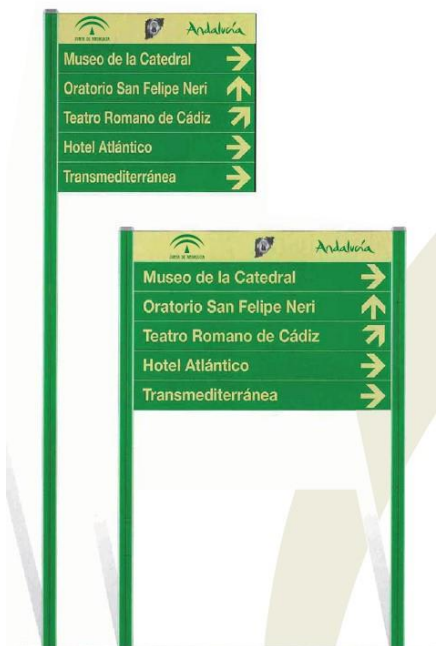 Andalucía
Museo de la Catedral
Oratorio San Felipe Neri
Teatro Romano de Cádiz
Hotel Atlántico
Transmediterránea
Andalucía
Museo de la Catedral
Oratorio San Felipe Neri
Teatro Romano de Cádiz
Hotel Atlántico
Transmediterránea